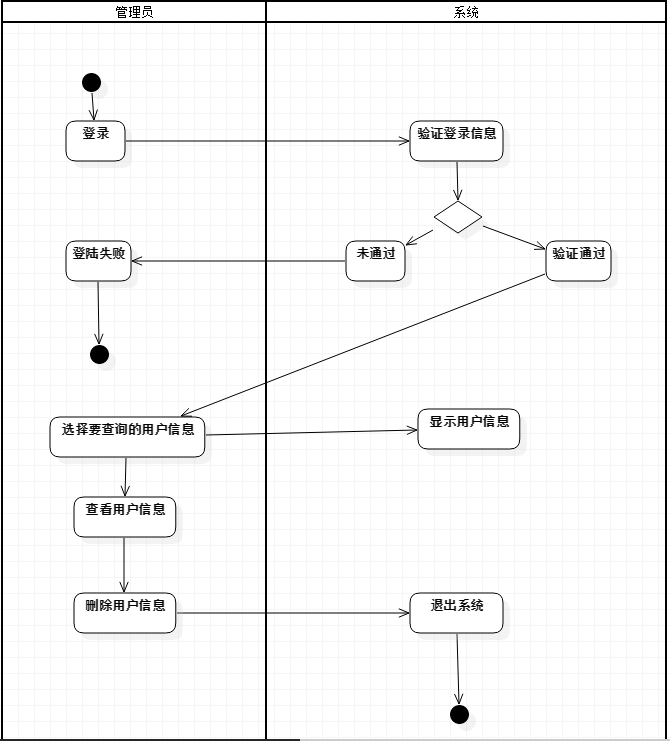 管理员
系统
登录
验证登录信息
登陆失败
未通过
验证通过
选择要查询的用户信息
显示用户信息
查看用户信息
删除用户信息
退出系统